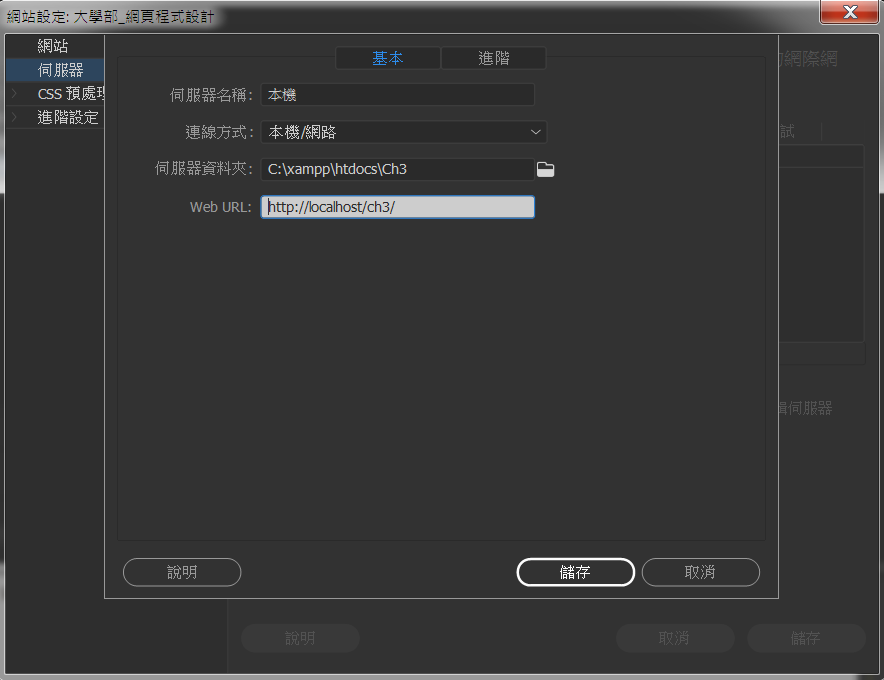 網站設定: 大學部_網頁程式設計
網站
伺服器
CSS 預處理
進階設定
基本
進階
伺服器名稱: 本機
連線方式: 本機/網路
伺服器資料夾: C:\xampp\htdocs\Ch3
Web URL: http://localhost/ch3/
網際網
試
伺服器
說明
儲存
取消
說明
取消
儲存